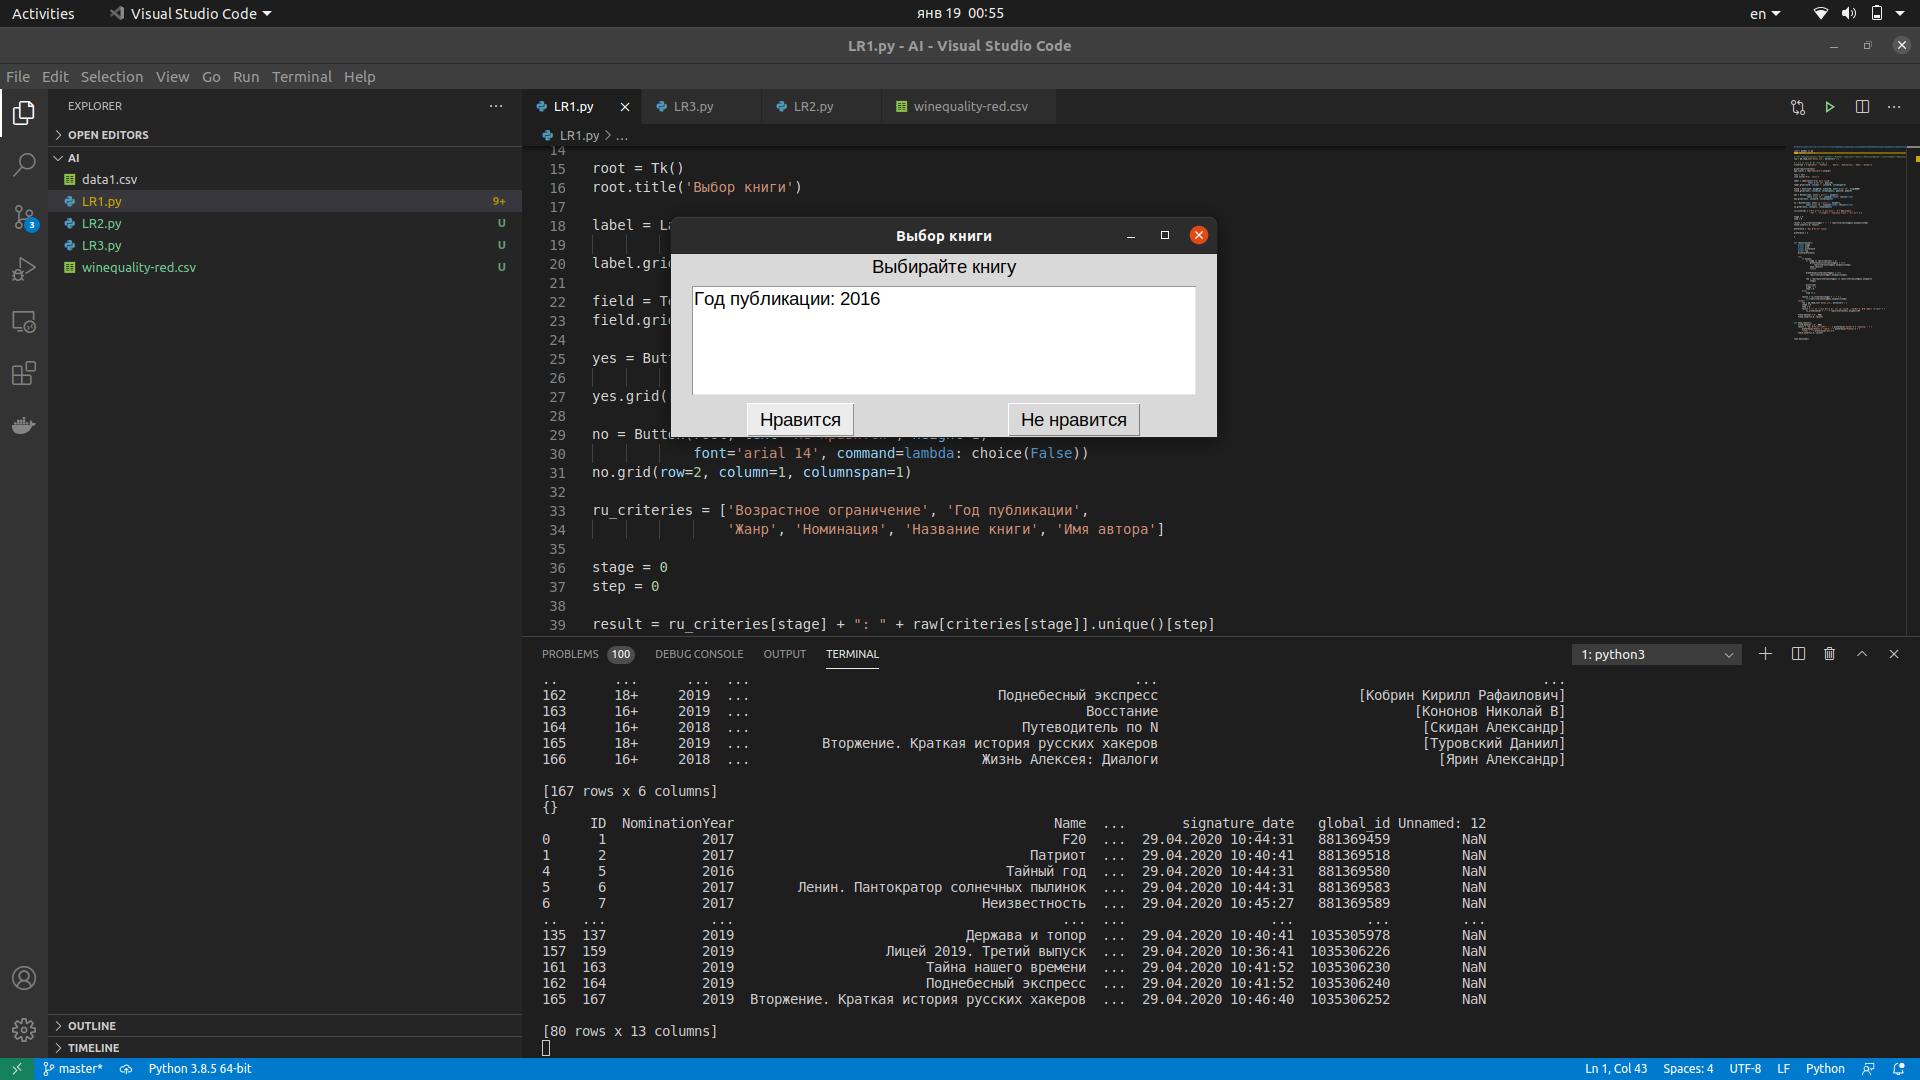 Activities
Visual Studio Code
янв 19 00:55
en
LR1.py - AI - Visual Studio Code
File Edit Selection View Go Run Terminal Help
EXPLORER
OPEN EDITORS
AI
data1.csv
LR1.py 9+
LR2.py U
LR3.py U
winequality-red.csv U
3
OUTLINE
TIMELINE
LR1.py
LR3.py
LR2.py
winequality-red.csv
LR1.py > ...
14
15 root = Tk()
16 root.title('Выбор книги')
17
18 label = La
19
20 label.grid
21
22 field = Te
23 field.grid
24
25 yes = Butt
26
27 yes.grid(
28
29
30 font='arial 14', command=lambda: choice(False))
31 no.grid(row=2, column=1, columnspan=1)
32
33 ru_criteries = ['Возрастное ограничение', 'Год публикации',
34 'Жанр', 'Номинация', 'Название книги', 'Имя автора']
35
36 stage = 0
37 step = 0
38
39 result = ru_criteries[stage] + ": " + raw[criteries[stage]].unique()[step]
Выбор книги
Выбирайте книгу
Год публикации: 2016
Нравится
Не нравится
PROBLEMS 100 DEBUG CONSOLE OUTPUT TERMINAL
1: python3
.. ... ... ... ... ...
162 18+ 2019 ... Поднебесный экспресс [Кобрин Кирилл Рафаилович]
163 16+ 2019 ... Восстание [Кононов Николай В]
164 16+ 2018 ... Путеводитель по N [Скидан Александр]
165 18+ 2019 ... Вторжение. Краткая история русских хакеров [Туровский Даниил]
166 16+ 2018 ... Жизнь Алексея: Диалоги [Ярин Александр]
[167 rows x 6 columns]
{}
ID NominationYear Name ... signature_date global_id Unnamed: 12
0 1 2017 F20 ... 29.04.2020 10:44:31 881369459 NaN
1 2 2017 Патриот ... 29.04.2020 10:40:41 881369518 NaN
4 5 2016 Тайный год ... 29.04.2020 10:44:31 881369580 NaN
5 6 2017 Ленин. Пантократор солнечных пылинок ... 29.04.2020 10:44:31 881369583 NaN
6 7 2017 Неизвестность ... 29.04.2020 10:45:27 881369589 NaN
.. ... ... ... ... ... ... ...
135 137 2019 Держава и топор ... 29.04.2020 10:40:41 1035305978 NaN
157 159 2019 Лицей 2019. Третий выпуск ... 29.04.2020 10:36:41 1035306226 NaN
161 163 2019 Тайна нашего времени ... 29.04.2020 10:41:52 1035306230 NaN
162 164 2019 Поднебесный экспресс ... 29.04.2020 10:41:52 1035306240 NaN
165 167 2019 Вторжение. Краткая история русских хакеров ... 29.04.2020 10:46:40 1035306252 NaN
[80 rows x 13 columns]
master* Python 3.8.5 64-bit
Ln 1, Col 43 Spaces: 4 UTF-8 LF Python